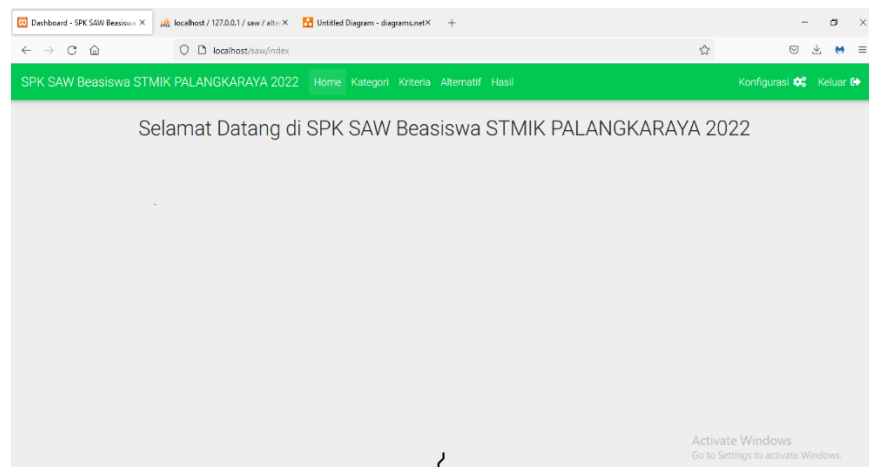 Dashboard - SPK SAW Beasiswa
localhost / 127.0.0.1 / saw / alte
Untitled Diagram - diagrams.net
localhost/saw/index
SPK SAW Beasiswa STMIK PALANGKARAYA 2022 Home Kategori Kriteria Alternatif Hasil Konfigurasi Keluar
Selamat Datang di SPK SAW Beasiswa STMIK PALANGKARAYA 2022
Activate Windows
Go to Settings to activate Windows.